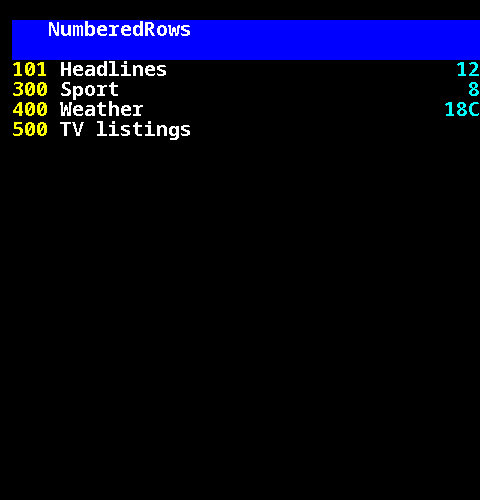 NumberedRows
101 Headlines 12
300 Sport 8
400 Weather 18C
500 TV listings